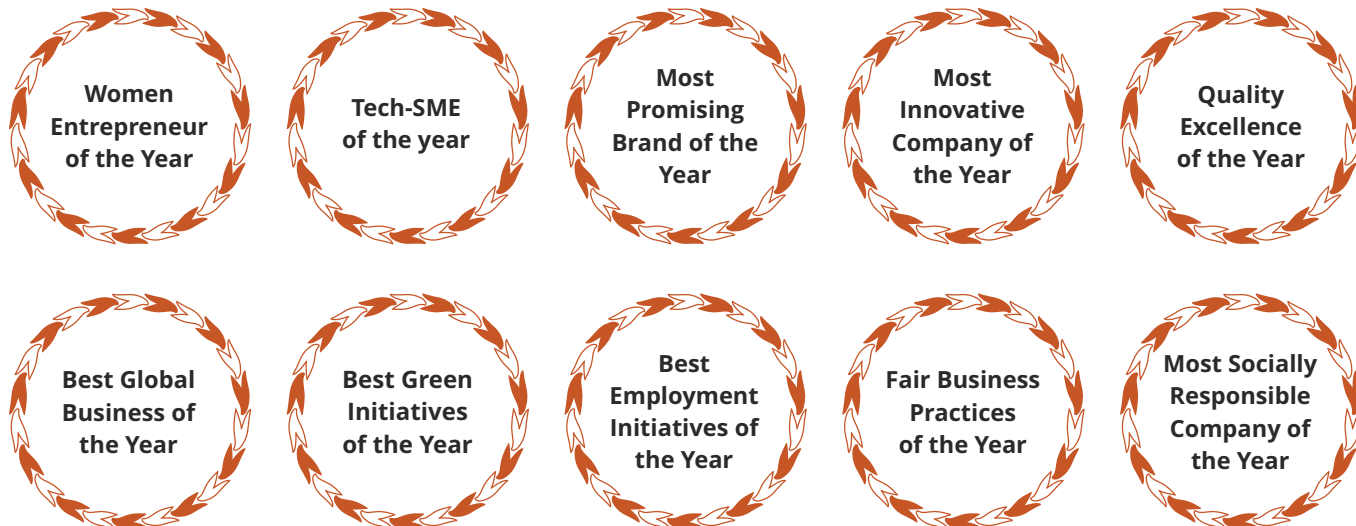 Women
Entrepreneur
of the Year
Tech-SME
of the year
Most
Promising
Brand of the
Year
Most
Innovative
Company of
the Year
Quality
Excellence
of the Year
Best Global
Business of
the Year
Best Green
Initiatives
of the Year
Best
Employment
Initiatives of
the Year
Fair Business
Practices
of the Year
Most Socially
Responsible
Company of
the Year